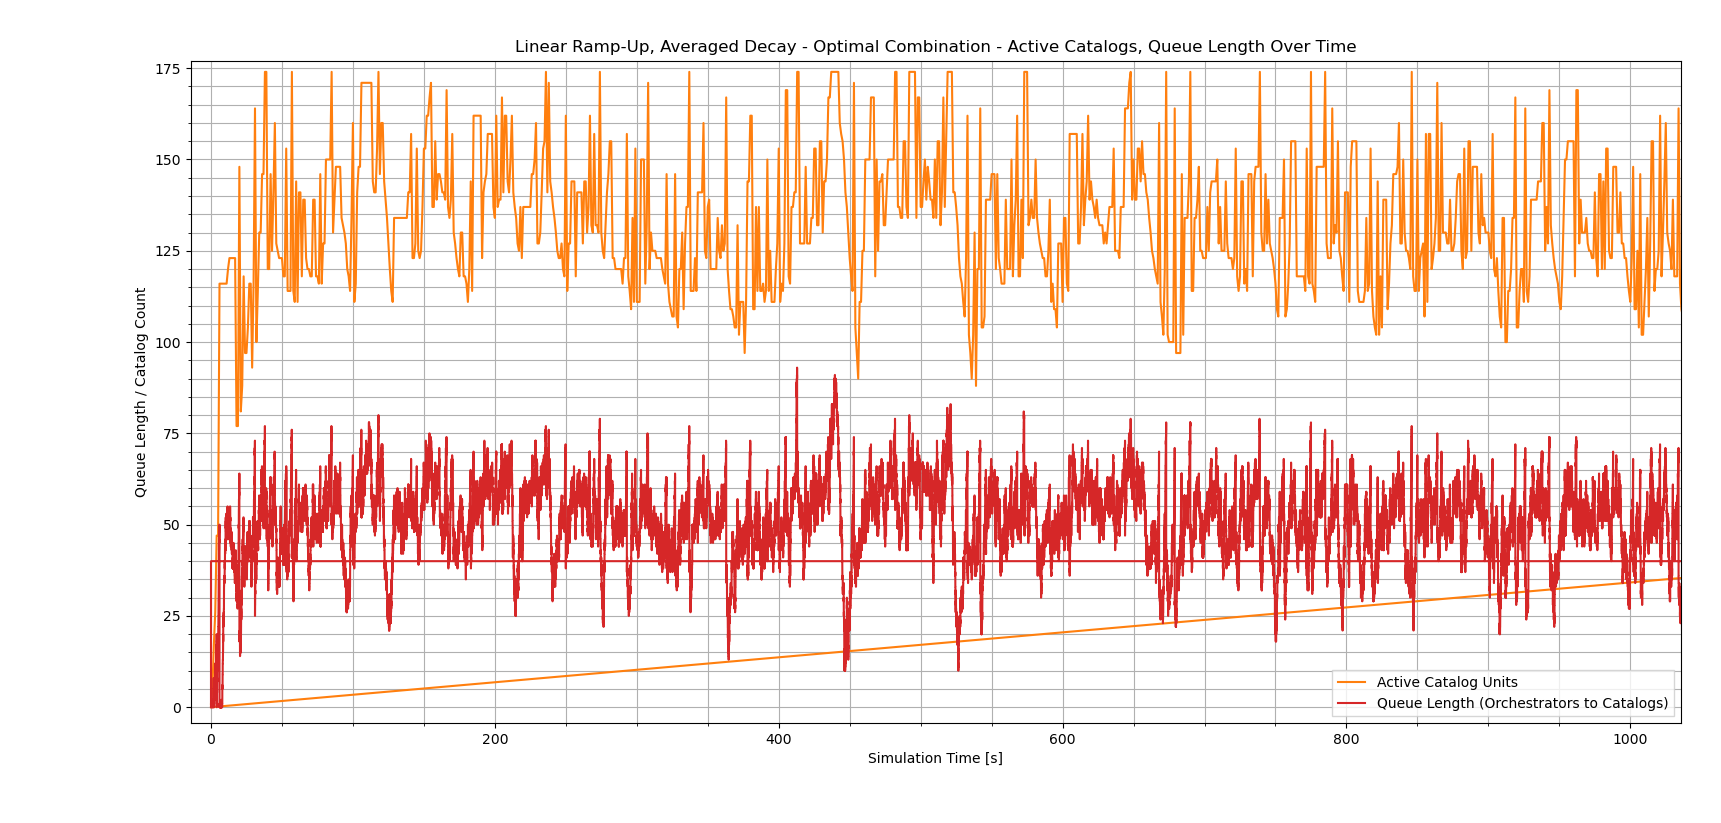 Linear Ramp-Up, Averaged Decay - Optimal Combination - Active Catalogs, Queue Length Over Time
175
150
125
100
75
50
25
0
Queue Length / Catalog Count
0 200 400 600 800 1000
Simulation Time [s]
Active Catalog Units
Queue Length (Orchestrators to Catalogs)